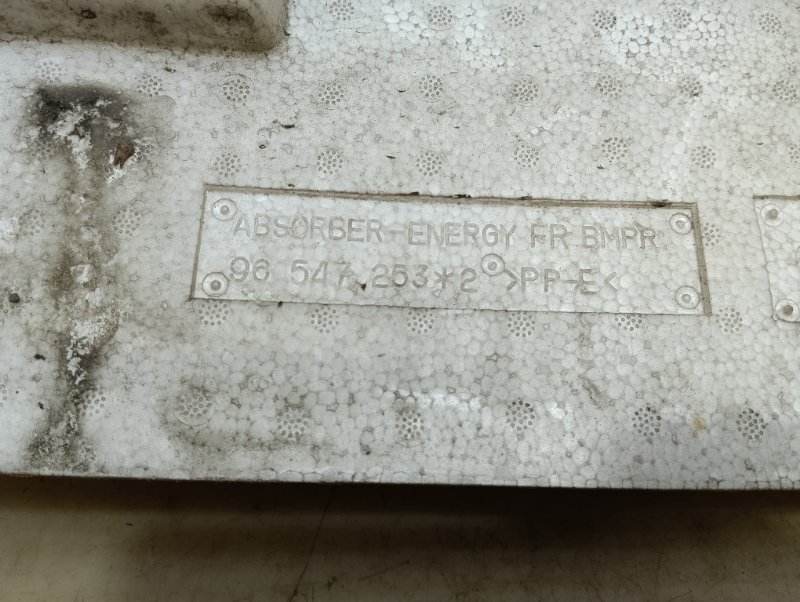 ABSORBER-ENERGY FR BMPR
96 547 253*2 >PP-E<